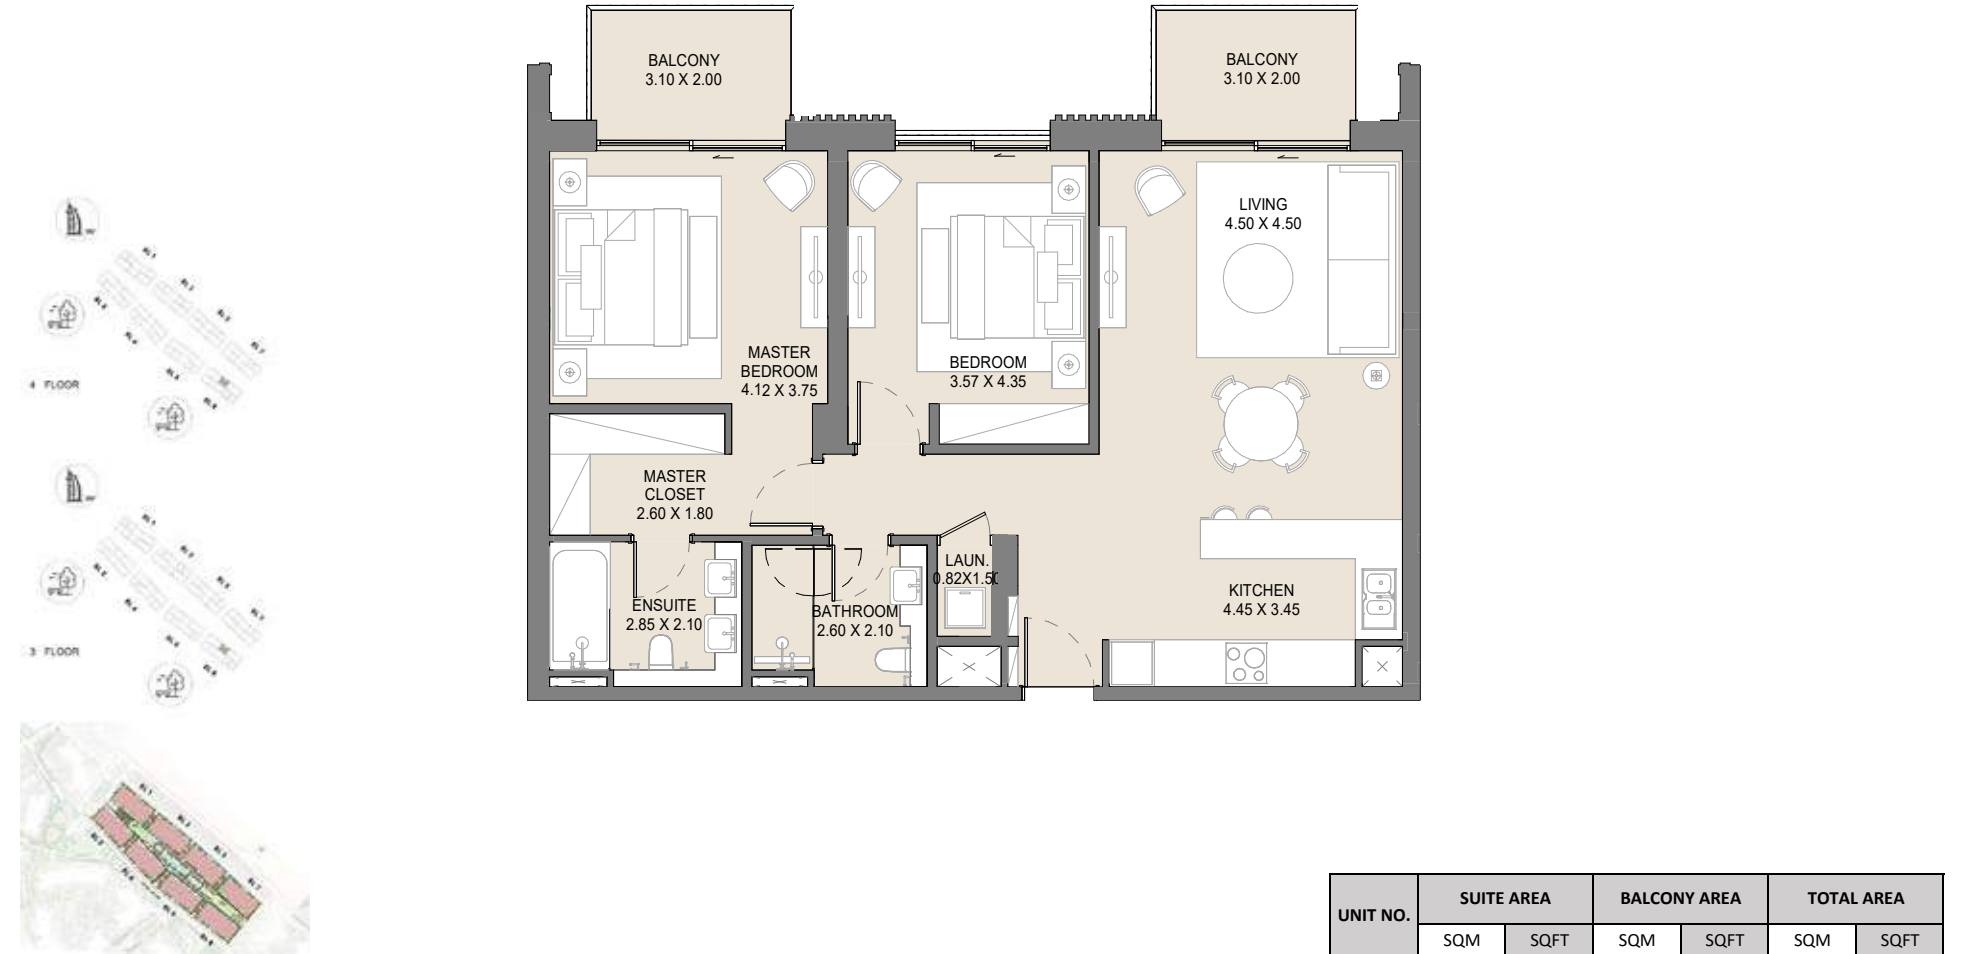 BALCONY
3.10 X 2.00
BALCONY
3.10 X 2.00
LIVING
4.50 X 4.50
MASTER
BEDROOM
4.12 X 3.75
BEDROOM
3.57 X 4.35
4 FLOOR
MASTER
CLOSET
2.60 X 1.80
LAUN.
0.82X1.50
KITCHEN
4.45 X 3.45
ENSUITE
2.85 X 2.10
BATHROOM
2.60 X 2.10
3 FLOOR
UNIT NO. SUITE AREA BALCONY AREA TOTAL AREA
SQM SQFT SQM SQFT SQM SQFT